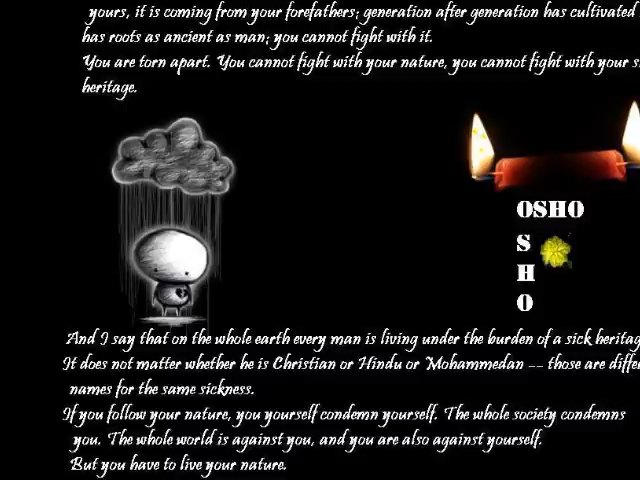 yours, it is coming from your forefathers; generation after generation has cultivated
has roots as ancient as man; you cannot fight with it.
You are torn apart. You cannot fight with your nature, you cannot fight with your
heritage.
OSHO
S
H
O
And I say that on the whole earth every man is living under the burden of a sick
It does not matter whether he is Christian or Hindu or Mohammedan -- those are
names for the same sickness.
If you follow your nature, you yourself condemn yourself. The whole society condemns
you. The whole world is against you, and you are also against yourself.
But you have to live your nature.